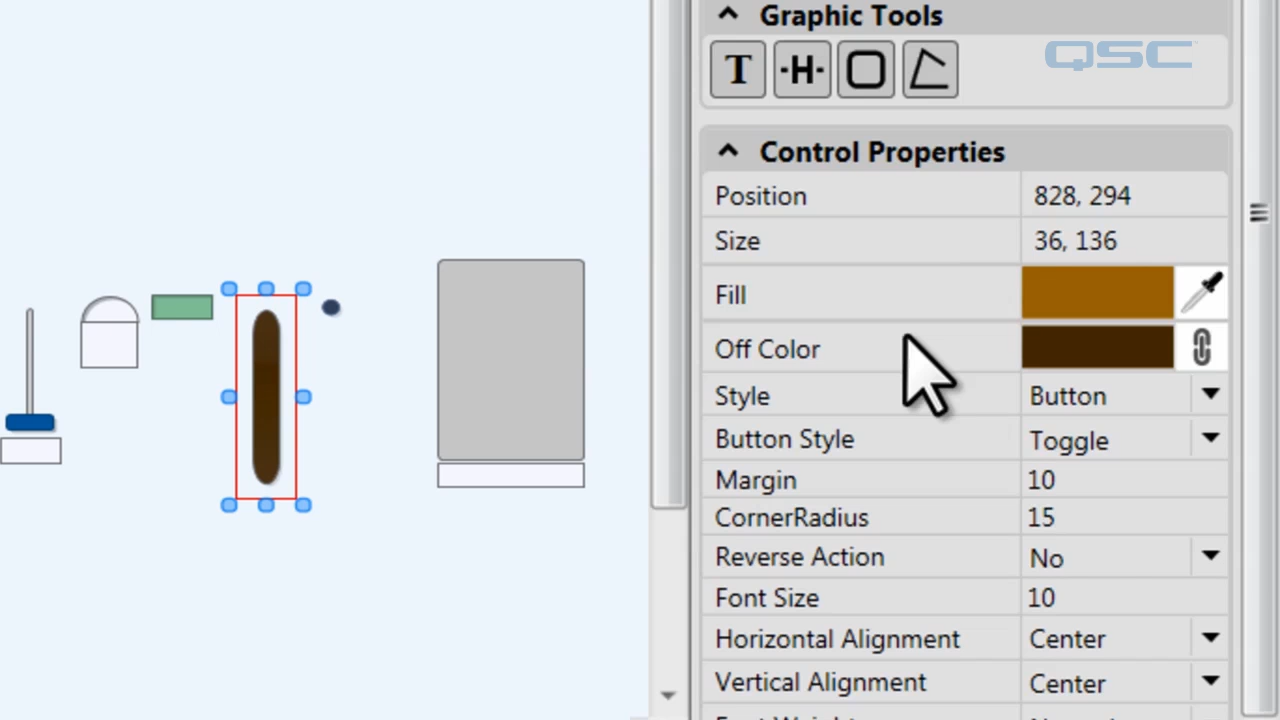 Graphic Tools
QSC
T
-H-
Control Properties
Position 828, 294
Size 36, 136
Fill
Off Color
Style Button
Button Style Toggle
Margin 10
CornerRadius 15
Reverse Action No
Font Size 10
Horizontal Alignment Center
Vertical Alignment Center